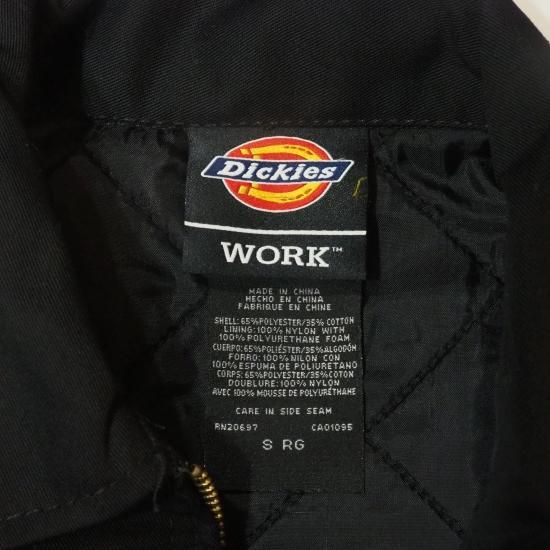 Dickies
WORK™
MADE IN CHINA
HECHO EN CHINA
FABRIQUE EN CHINE
SHELL: 65%POLYESTER/35% COTTON
LINING: 100% NYLON WITH
100% POLYURETHANE FOAM
CUERPO: 65%POLIÉSTER/35%ALGODÓN
FORRO: 100% NILON CON
100% ESPUMA DE POLIURETANO
CORPS: 65%POLYESTER/35%COTON
DOUBLURE: 100% NYLON
AVEC 100% MOUSSE DE POLYURÉTHANE
CARE IN SIDE SEAM
RN20697 CA01095
S RG